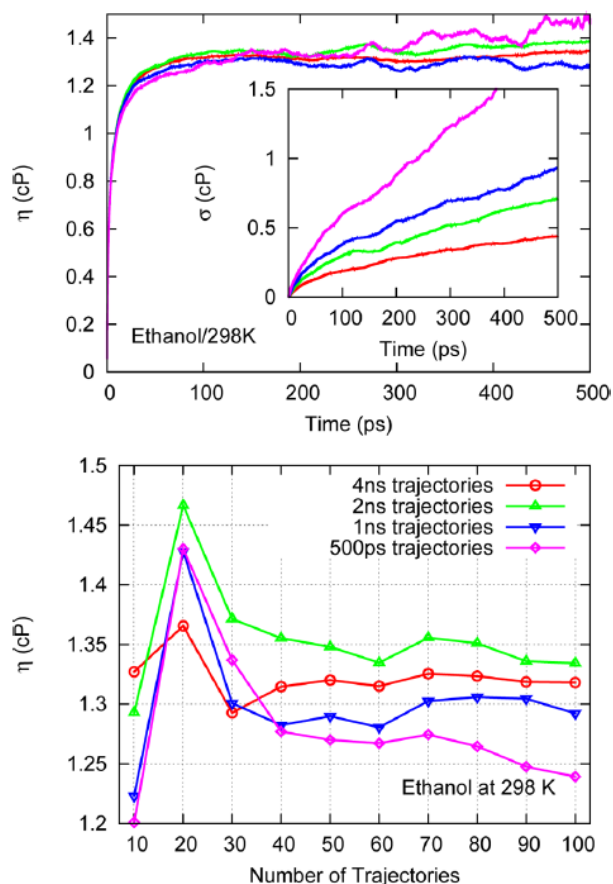 1.4
1.2
1
0.8
0.6
0.4
0.2
0
η (cP)
1.5
1
0.5
0
σ (cP)
0 100 200 300 400 500
Time (ps)
Ethanol/298K
0 100 200 300 400 500
Time (ps)
1.5
1.45
1.4
1.35
1.3
1.25
1.2
η (cP)
4ns trajectories
2ns trajectories
1ns trajectories
500ps trajectories
Ethanol at 298 K
10 20 30 40 50 60 70 80 90 100
Number of Trajectories